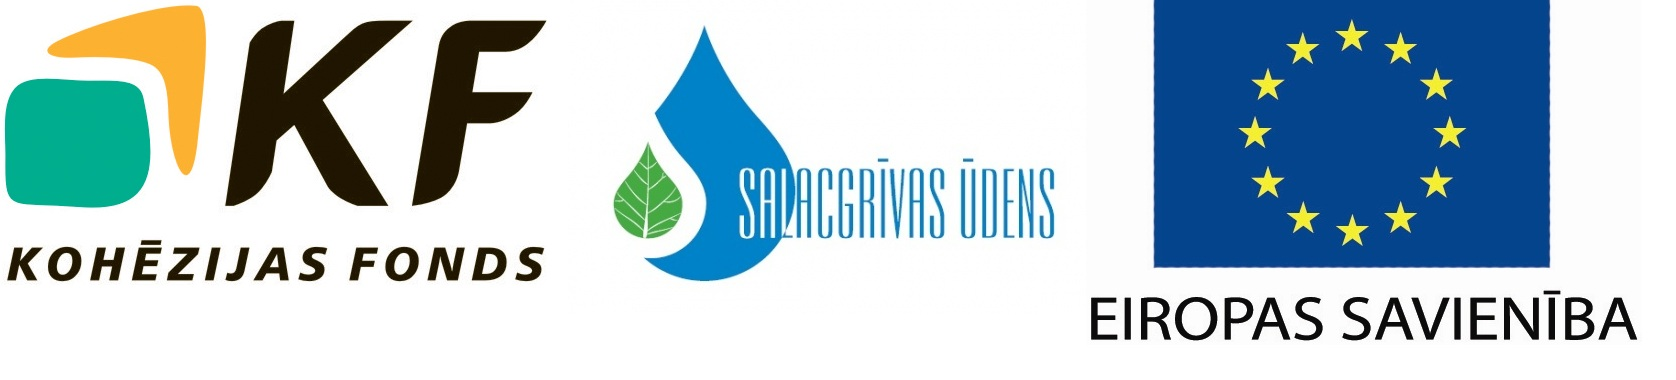 KF
KOHĒZIJAS FONDS
SALACGRĪVAS ŪDENS
EIROPAS SAVIENĪBA